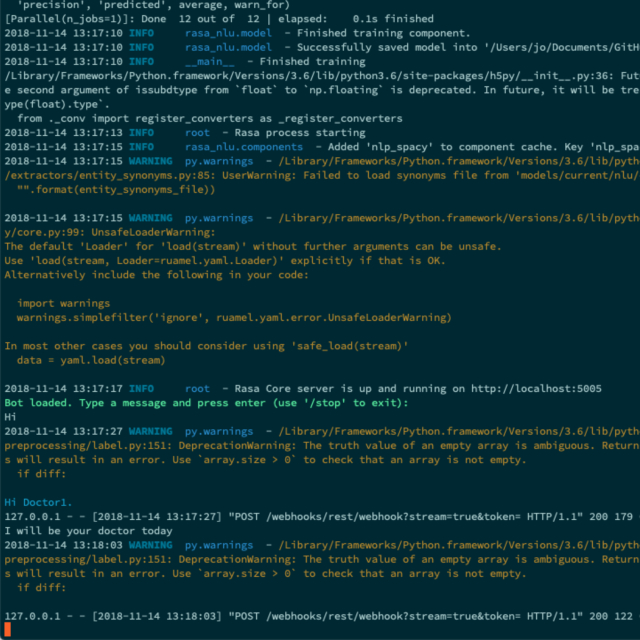 'precision', 'predicted', average, warn_for)
[Parallel(n_jobs=1)]: Done  12 out of  12 | elapsed:    0.1s finished
2018-11-14 13:17:10 INFO     rasa_nlu.model  - Finished training component.
2018-11-14 13:17:10 INFO     rasa_nlu.model  - Successfully saved model into '/Users/jo/Documents/GitH
2018-11-14 13:17:10 INFO     __main__  - Finished training
/Library/Frameworks/Python.framework/Versions/3.6/lib/python3.6/site-packages/h5py/__init__.py:36: Fut
e second argument of issubdtype from `float` to `np.floating` is deprecated. In future, it will be tre
ype(float).type`.
  from ._conv import register_converters as _register_converters
2018-11-14 13:17:13 INFO     root  - Rasa process starting
2018-11-14 13:17:15 INFO     rasa_nlu.components  - Added 'nlp_spacy' to component cache. Key 'nlp_spa
2018-11-14 13:17:15 WARNING  py.warnings  - /Library/Frameworks/Python.framework/Versions/3.6/lib/pyth
/extractors/entity_synonyms.py:85: UserWarning: Failed to load synonyms file from 'models/current/nlu/
  "".format(entity_synonyms_file))
2018-11-14 13:17:15 WARNING  py.warnings  - /Library/Frameworks/Python.framework/Versions/3.6/lib/pyth
y/core.py:99: UnsafeLoaderWarning:
The default 'Loader' for 'load(stream)' without further arguments can be unsafe.
Use 'load(stream, Loader=ruamel.yaml.Loader)' explicitly if that is OK.
Alternatively include the following in your code:
  import warnings
  warnings.simplefilter('ignore', ruamel.yaml.error.UnsafeLoaderWarning)
In most other cases you should consider using 'safe_load(stream)'
  data = yaml.load(stream)
2018-11-14 13:17:17 INFO     root  - Rasa Core server is up and running on http://localhost:5005
Bot loaded. Type a message and press enter (use '/stop' to exit):
Hi
2018-11-14 13:17:27 WARNING  py.warnings  - /Library/Frameworks/Python.framework/Versions/3.6/lib/pyth
preprocessing/label.py:151: DeprecationWarning: The truth value of an empty array is ambiguous. Return
s will result in an error. Use `array.size > 0` to check that an array is not empty.
  if diff:
Hi Doctor1.
127.0.0.1 - - [2018-11-14 13:17:27] "POST /webhooks/rest/webhook?stream=true&token= HTTP/1.1" 200 179
I will be your doctor today
2018-11-14 13:18:03 WARNING  py.warnings  - /Library/Frameworks/Python.framework/Versions/3.6/lib/pyth
preprocessing/label.py:151: DeprecationWarning: The truth value of an empty array is ambiguous. Return
s will result in an error. Use `array.size > 0` to check that an array is not empty.
  if diff:
127.0.0.1 - - [2018-11-14 13:18:03] "POST /webhooks/rest/webhook?stream=true&token= HTTP/1.1" 200 122